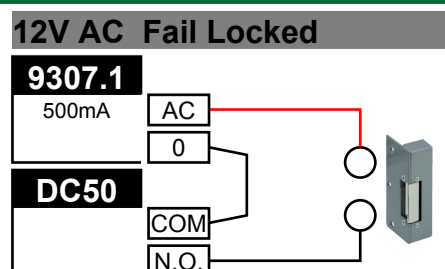 12V AC Fail Locked
9307.1
500mA
AC
0
DC50
COM
N.O.